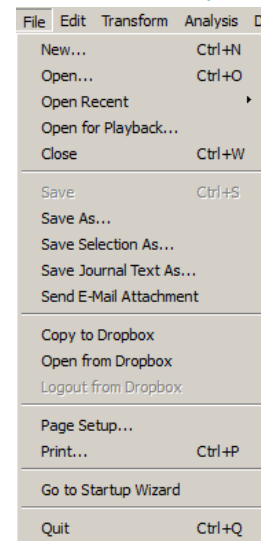 File Edit Transform Analysis D
New... Ctrl+N
Open... Ctrl+O
Open Recent
Open for Playback...
Close Ctrl+W
Save Ctrl+S
Save As...
Save Selection As...
Save Journal Text As...
Send E-Mail Attachment
Copy to Dropbox
Open from Dropbox
Logout from Dropbox
Page Setup...
Print... Ctrl+P
Go to Startup Wizard
Quit Ctrl+Q